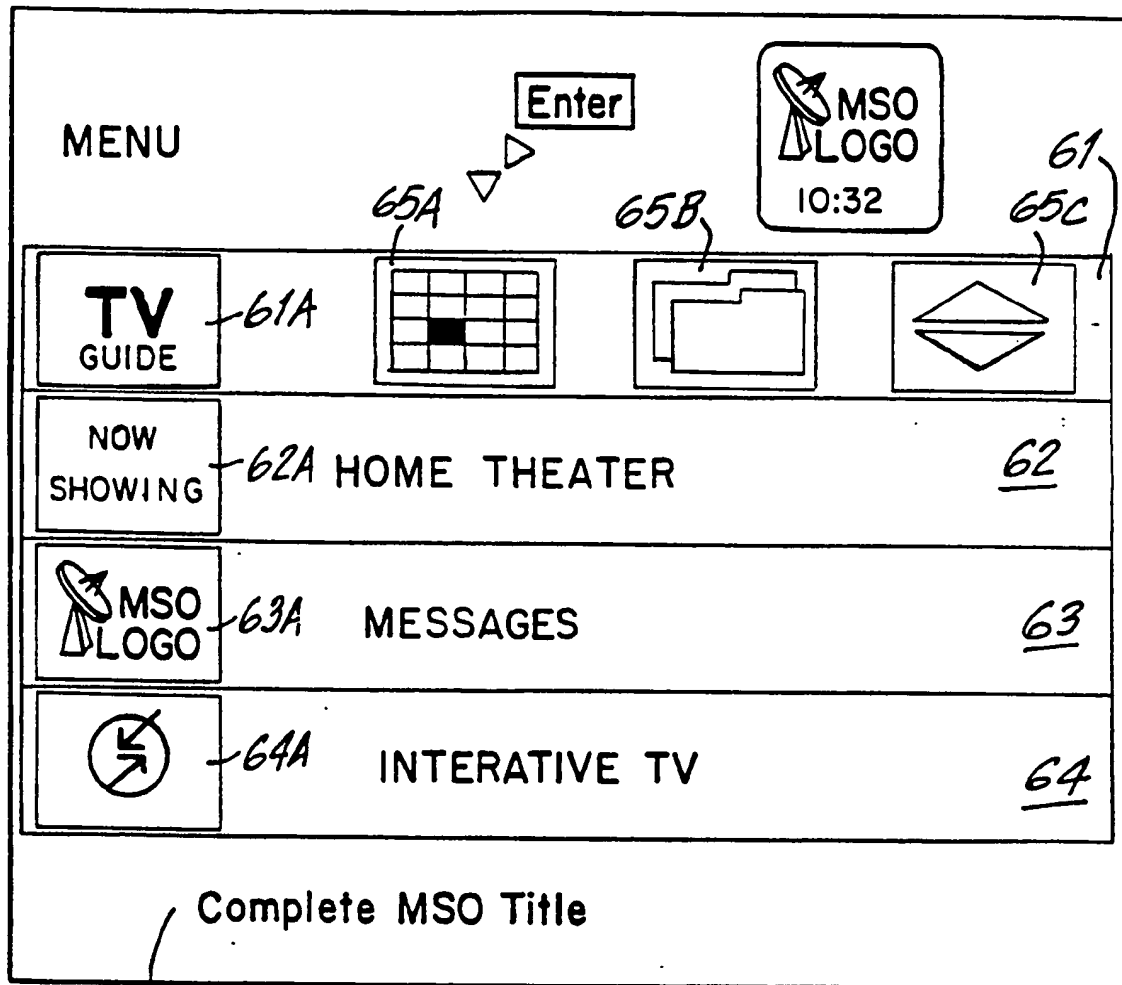 Enter
MENU
MSO
LOGO
10:32
61
65A
65B
65C
TV
GUIDE
61A
NOW
SHOWING
62A
HOME THEATER
62
MSO
LOGO
63A
MESSAGES
63
64A
INTERATIVE TV
64
Complete MSO Title